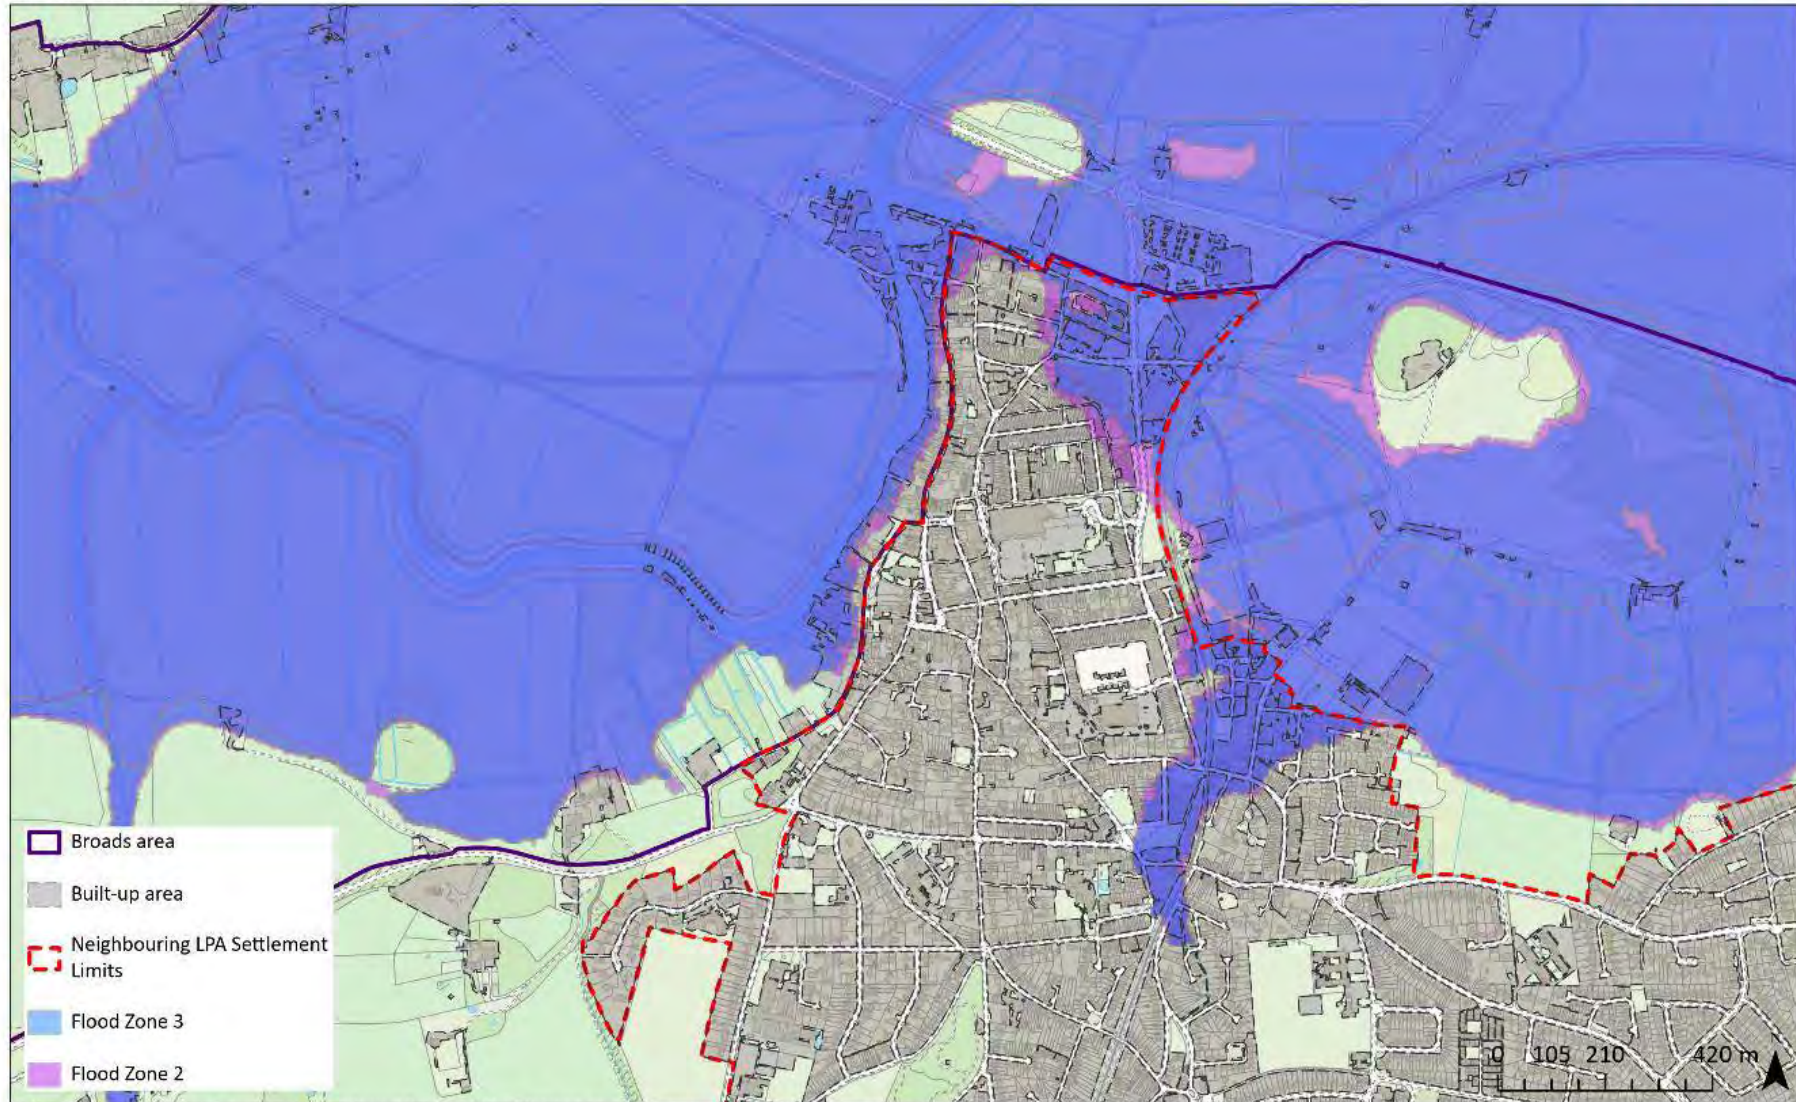 Broads area
Built-up area
Neighbouring LPA Settlement
Limits
Flood Zone 3
Flood Zone 2
0 105 210 420 m